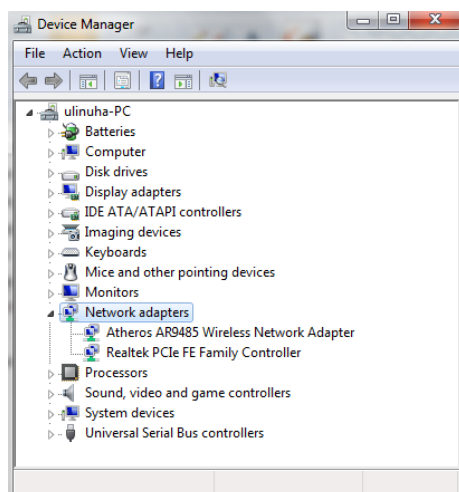 Device Manager
File Action View Help
ulinuha-PC
Batteries
Computer
Disk drives
Display adapters
IDE ATA/ATAPI controllers
Imaging devices
Keyboards
Mice and other pointing devices
Monitors
Network adapters
Atheros AR9485 Wireless Network Adapter
Realtek PCIe FE Family Controller
Processors
Sound, video and game controllers
System devices
Universal Serial Bus controllers